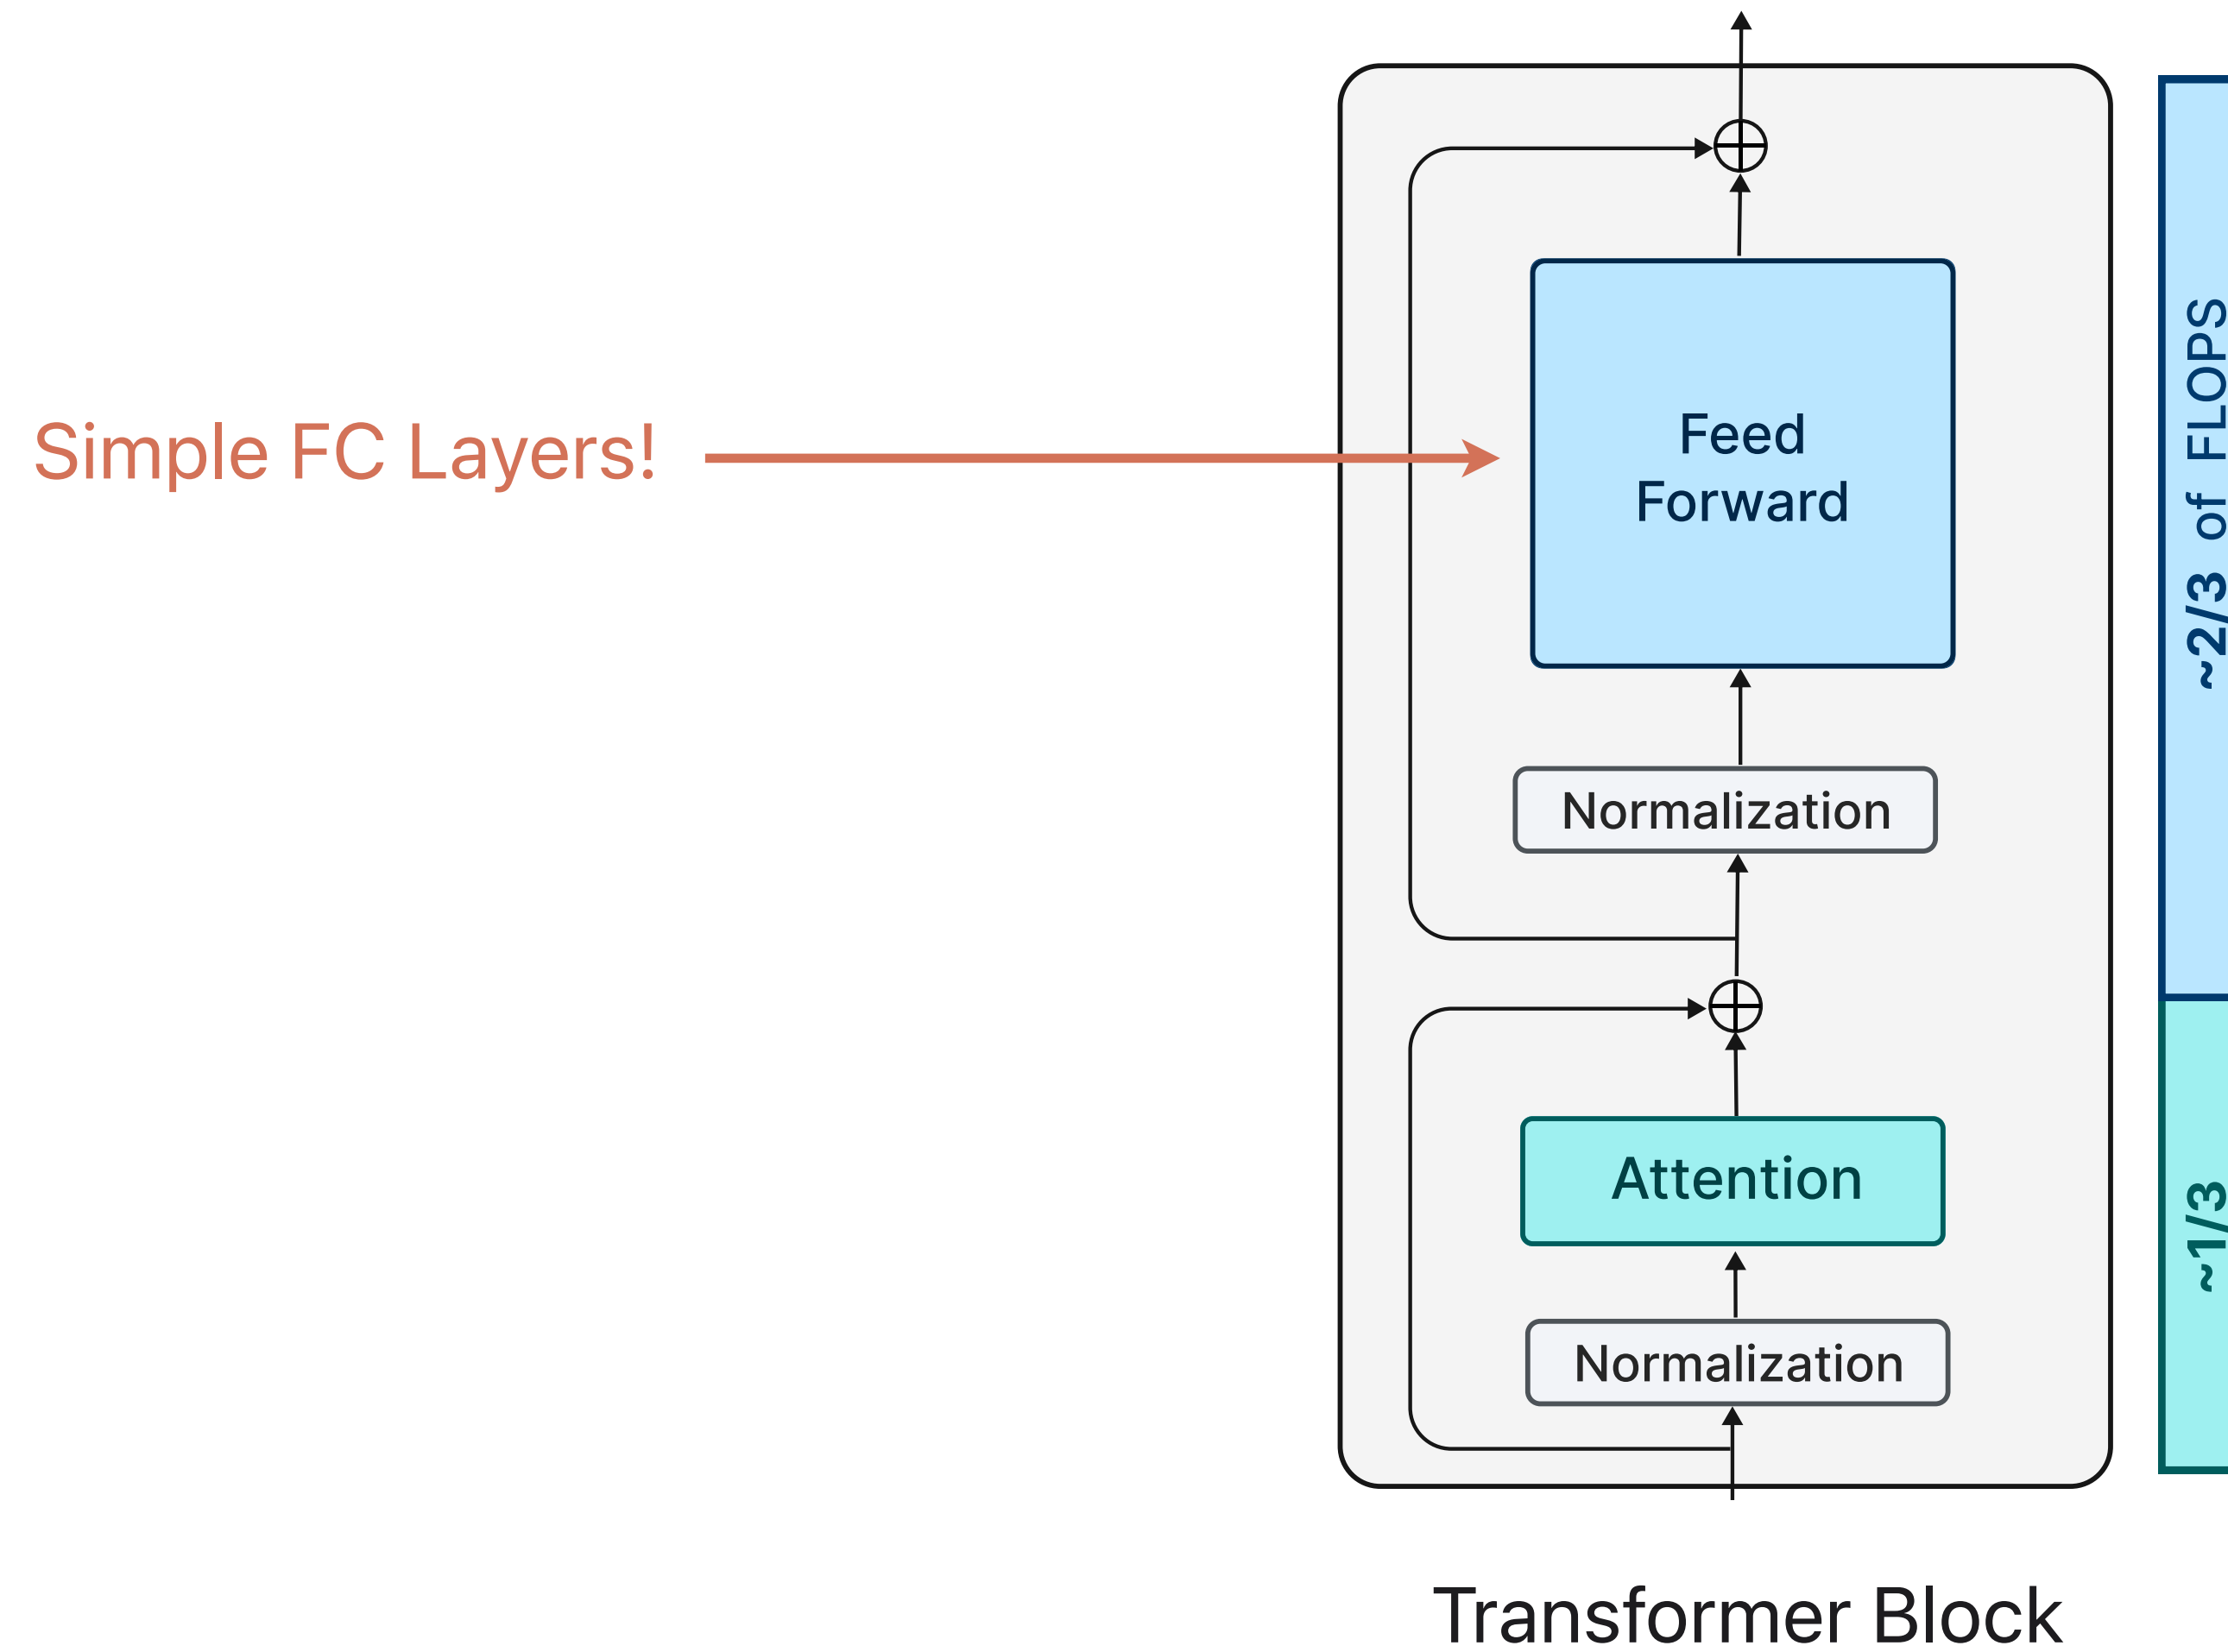 Simple FC Layers!
Feed
Forward
Normalization
Attention
Normalization
Transformer Block
~2/3 of FLOPS
~1/3